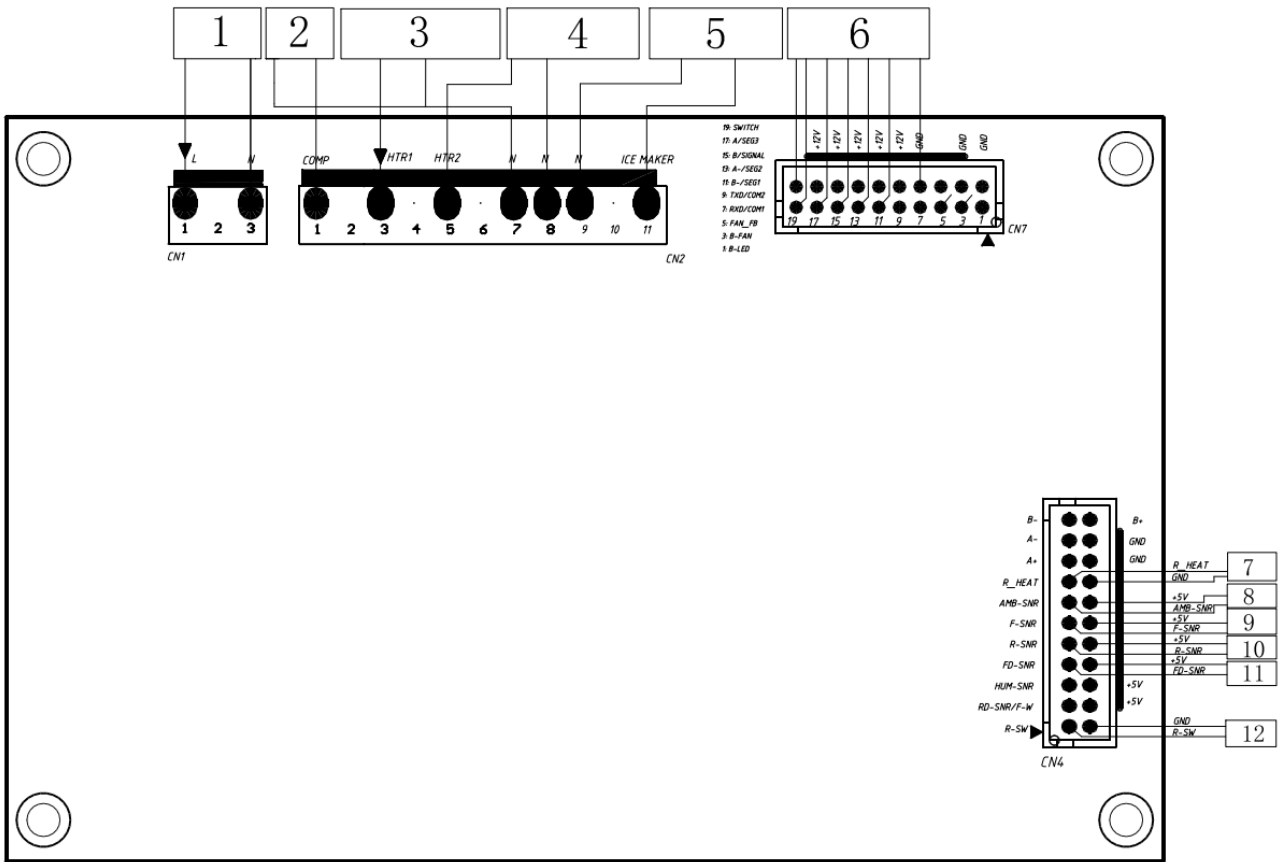 1 2 3 4 5 6
L N
COMP HTR1 HTR2 N N N ICE MAKER
1 2 3
CN1
1 2 3 4 5 6 7 8 9 10 11
CN2
19: SWITCH
17: A/SEG3
15: B/SIGNAL
13: A-/SEG2
11: B-/SEG1
9: TXD/COM2
7: RXD/COM1
5: FAN_FB
3: B-FAN
1: B-LED
+12V +12V +12V +12V +12V GND GND GND
19 17 15 13 11 9 7 5 3 1
CN7
B- B+
A- GND
A+ GND
R_HEAT R_HEAT 7
GND
AMB-SNR +5V 8
AMB-SNR
F-SNR +5V 9
F-SNR
R-SNR +5V 10
R-SNR
FD-SNR +5V 11
FD-SNR
HUM-SNR +5V
RD-SNR/F-W +5V
R-SW GND 12
R-SW
CN4